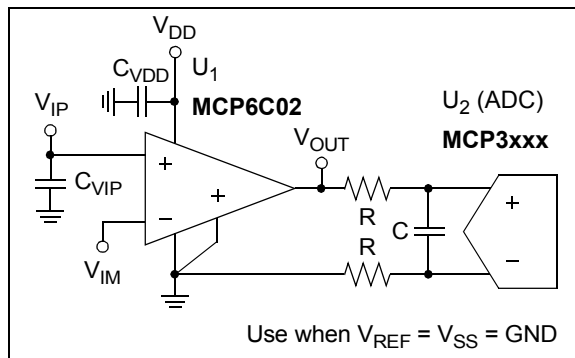 V_DD
C_VDD
U_1
MCP6C02
V_IP
U_2 (ADC)
MCP3xxx
V_OUT
+
+
+
C_VIP
R
C
R
−
−
V_IM
Use when V_REF = V_SS = GND